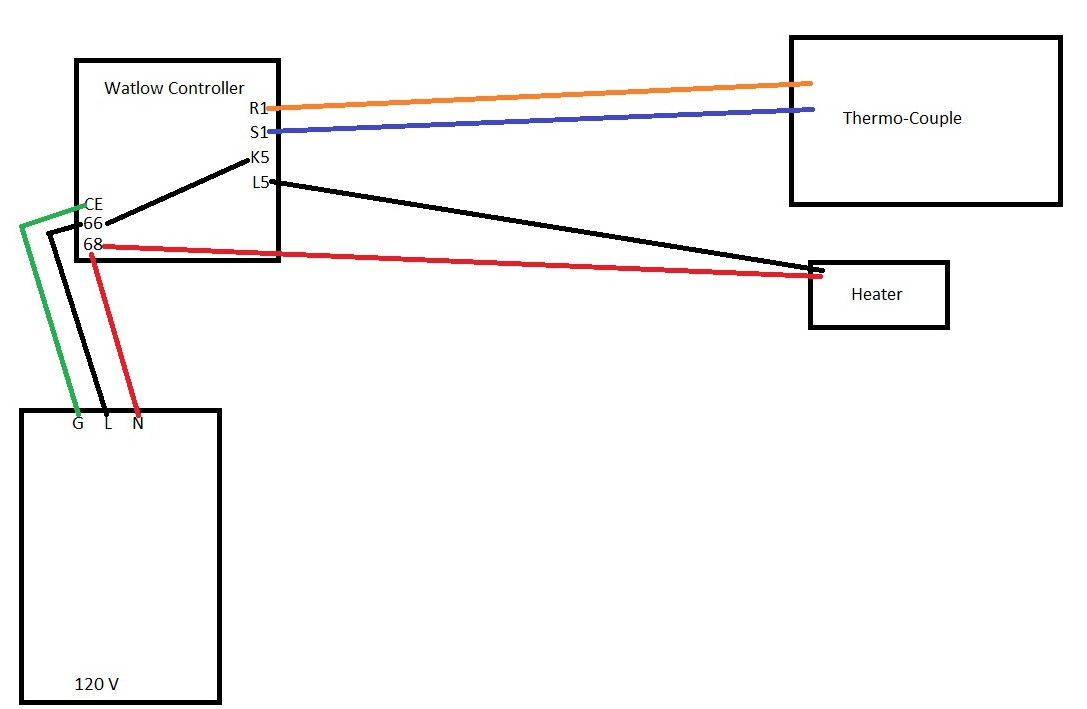 Watlow Controller
R1
S1
K5
L5
CE
66
68
Thermo-Couple
Heater
G L N
120 V